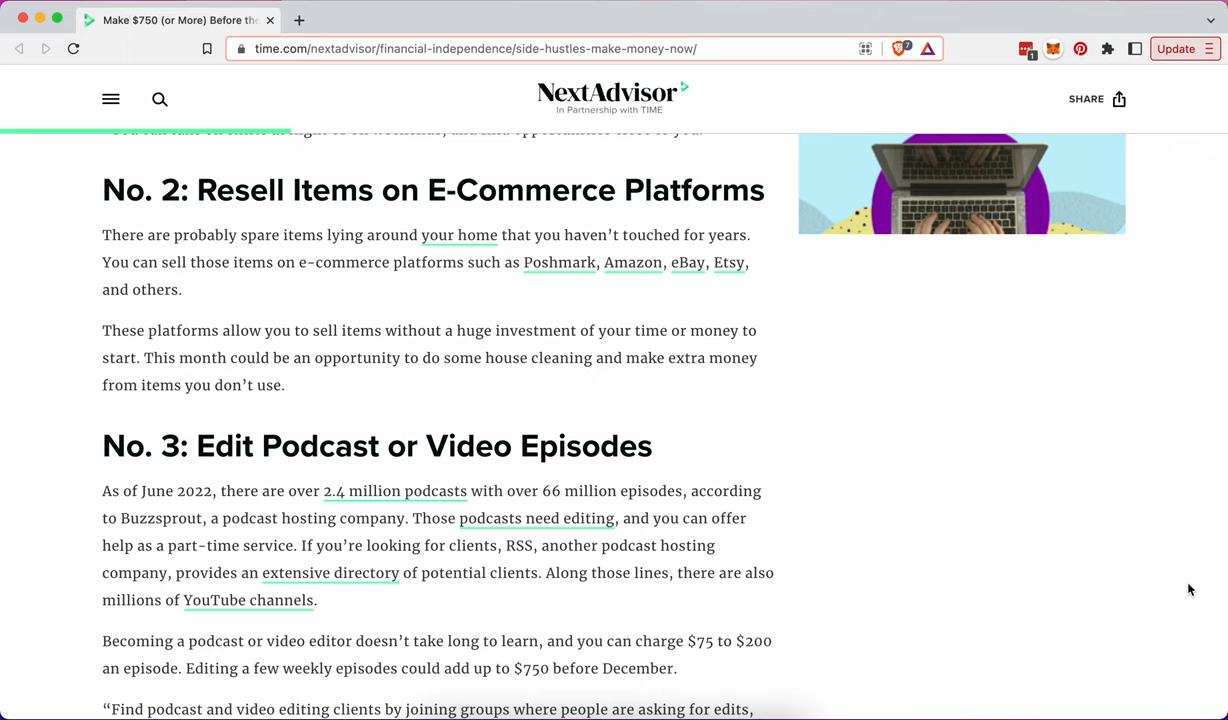 Make $750 (or More) Before the
time.com/nextadvisor/financial-independence/side-hustles-make-money-now/
7
1
Update
NextAdvisor
In Partnership with TIME
SHARE
No. 2: Resell Items on E-Commerce Platforms
There are probably spare items lying around your home that you haven’t touched for years.
You can sell those items on e-commerce platforms such as Poshmark, Amazon, eBay, Etsy,
and others.
These platforms allow you to sell items without a huge investment of your time or money to
start. This month could be an opportunity to do some house cleaning and make extra money
from items you don’t use.
No. 3: Edit Podcast or Video Episodes
As of June 2022, there are over 2.4 million podcasts with over 66 million episodes, according
to Buzzsprout, a podcast hosting company. Those podcasts need editing, and you can offer
help as a part-time service. If you’re looking for clients, RSS, another podcast hosting
company, provides an extensive directory of potential clients. Along those lines, there are also
millions of YouTube channels.
Becoming a podcast or video editor doesn’t take long to learn, and you can charge $75 to $200
an episode. Editing a few weekly episodes could add up to $750 before December.
“Find podcast and video editing clients by joining groups where people are asking for edits,